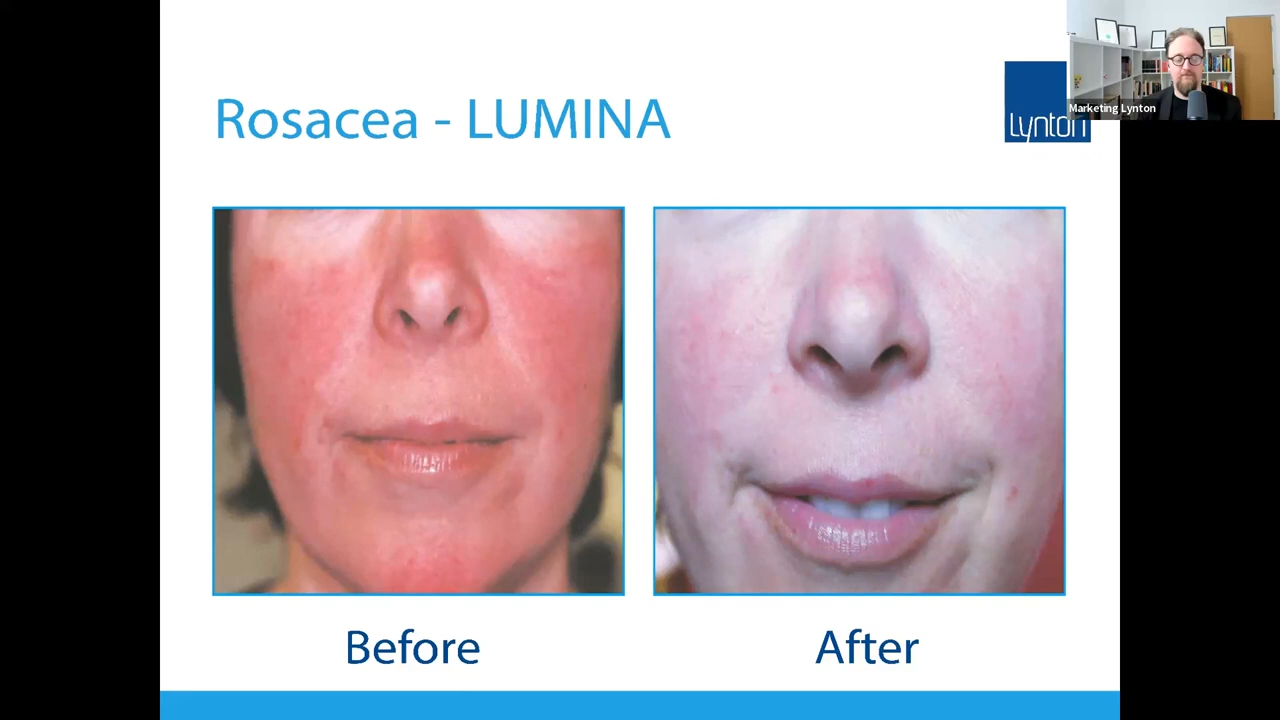 Rosacea - LUMINA
Lynton
Marketing Lynton
Before
After